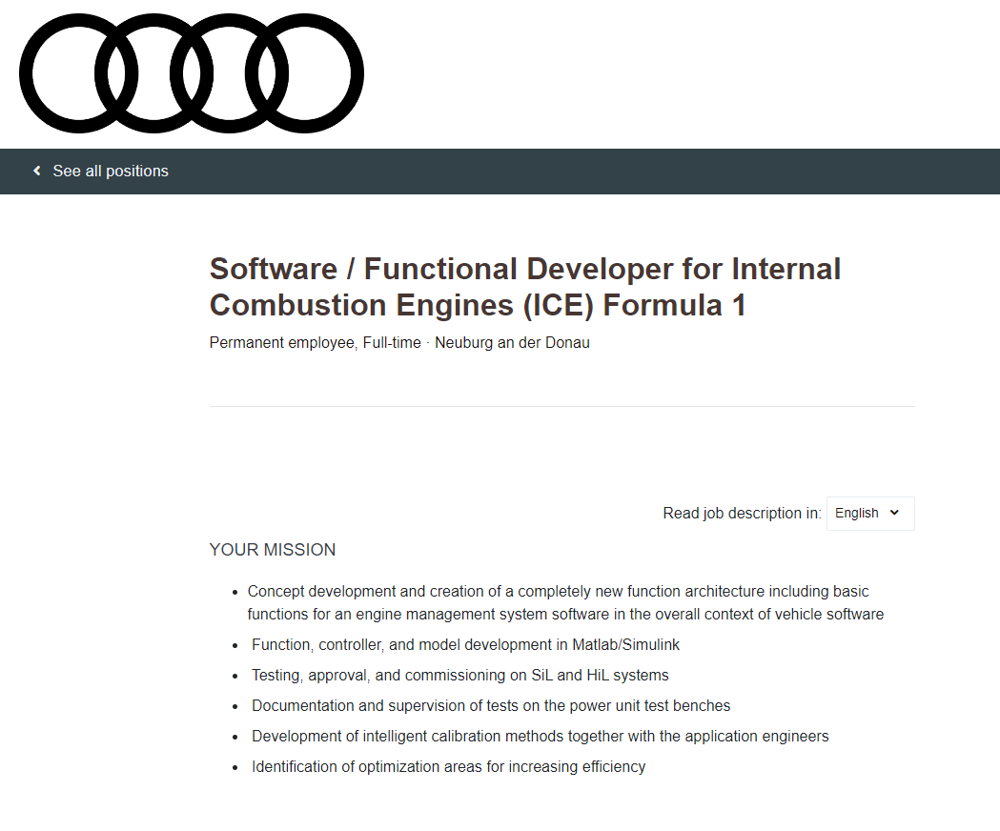 See all positions
Software / Functional Developer for Internal
Combustion Engines (ICE) Formula 1
Permanent employee, Full-time · Neuburg an der Donau
Read job description in: English
YOUR MISSION
• Concept development and creation of a completely new function architecture including basic
functions for an engine management system software in the overall context of vehicle software
• Function, controller, and model development in Matlab/Simulink
• Testing, approval, and commissioning on SiL and HiL systems
• Documentation and supervision of tests on the power unit test benches
• Development of intelligent calibration methods together with the application engineers
• Identification of optimization areas for increasing efficiency